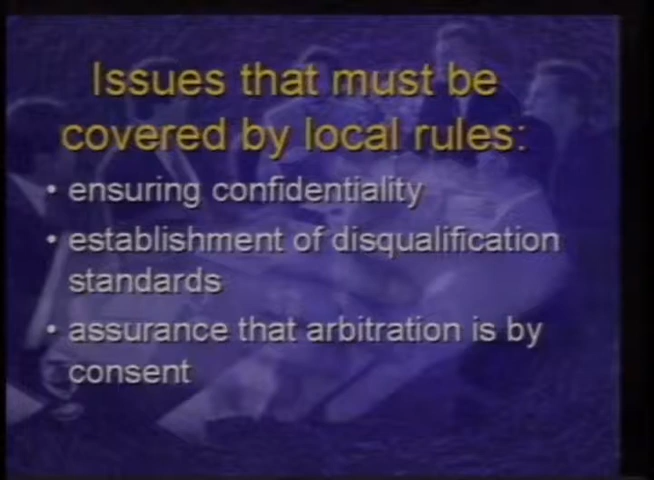 Issues that must be
covered by local rules:
• ensuring confidentiality
• establishment of disqualification
standards
• assurance that arbitration is by
consent